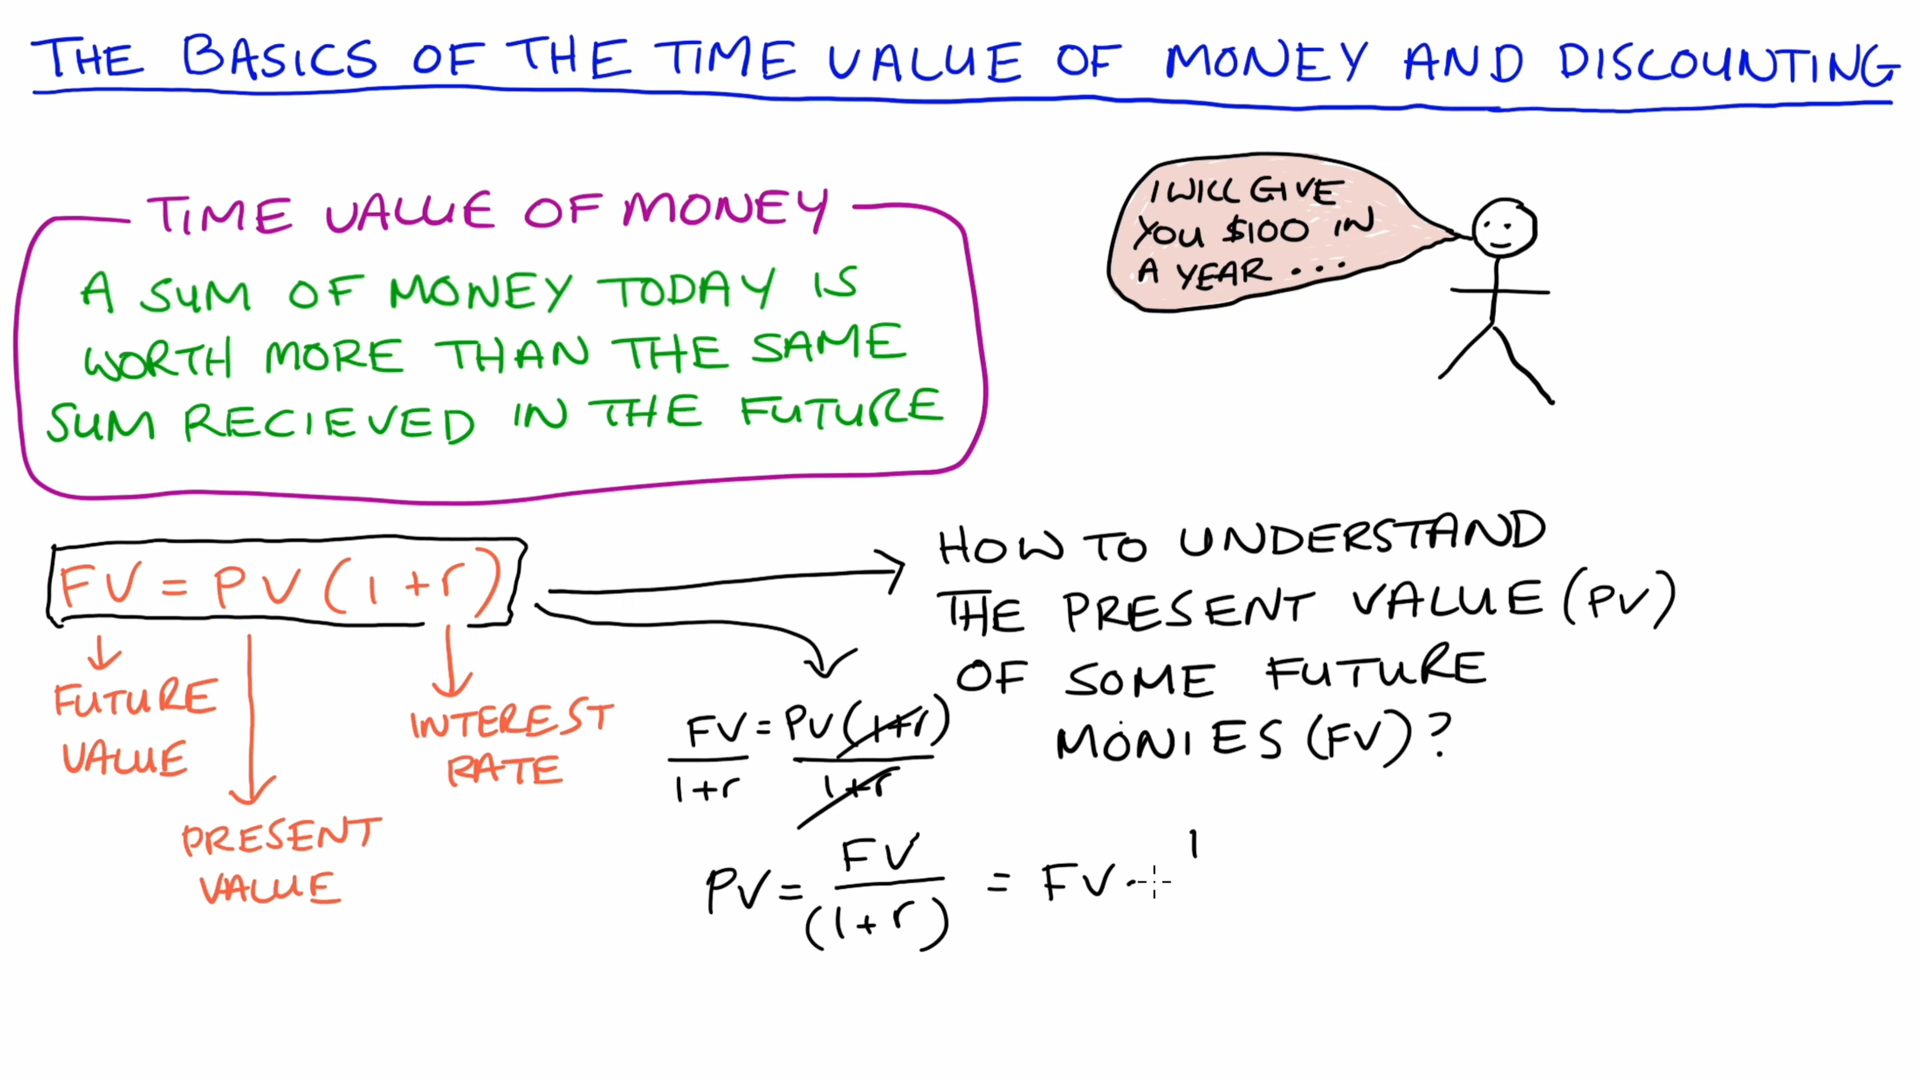 THE BASICS OF THE TIME VALUE OF MONEY AND DISCOUNTING
TIME VALUE OF MONEY
A SUM OF MONEY TODAY IS
WORTH MORE THAN THE SAME
SUM RECIEVED IN THE FUTURE
I WILL GIVE
YOU $100 IN
A YEAR ...
FV = PV (1+r)
FUTURE
VALUE
PRESENT
VALUE
INTEREST
RATE
HOW TO UNDERSTAND
THE PRESENT VALUE (PV)
OF SOME FUTURE
MONIES (FV)?
FV = PV (1+r)
1+r 1+r
PV = FV/(1+r) = FV · 1